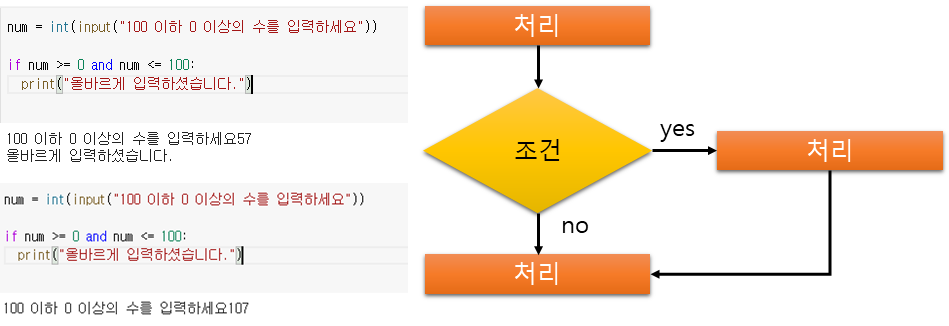 num = int(input("100 이하 0 이상의 수를 입력하세요"))
if num >= 0 and num <= 100:
print("올바르게 입력하셨습니다.")
100 이하 0 이상의 수를 입력하세요57
올바르게 입력하셨습니다.
num = int(input("100 이하 0 이상의 수를 입력하세요"))
if num >= 0 and num <= 100:
print("올바르게 입력하셨습니다.")
100 이하 0 이상의 수를 입력하세요107
처리
조건
yes
처리
no
처리